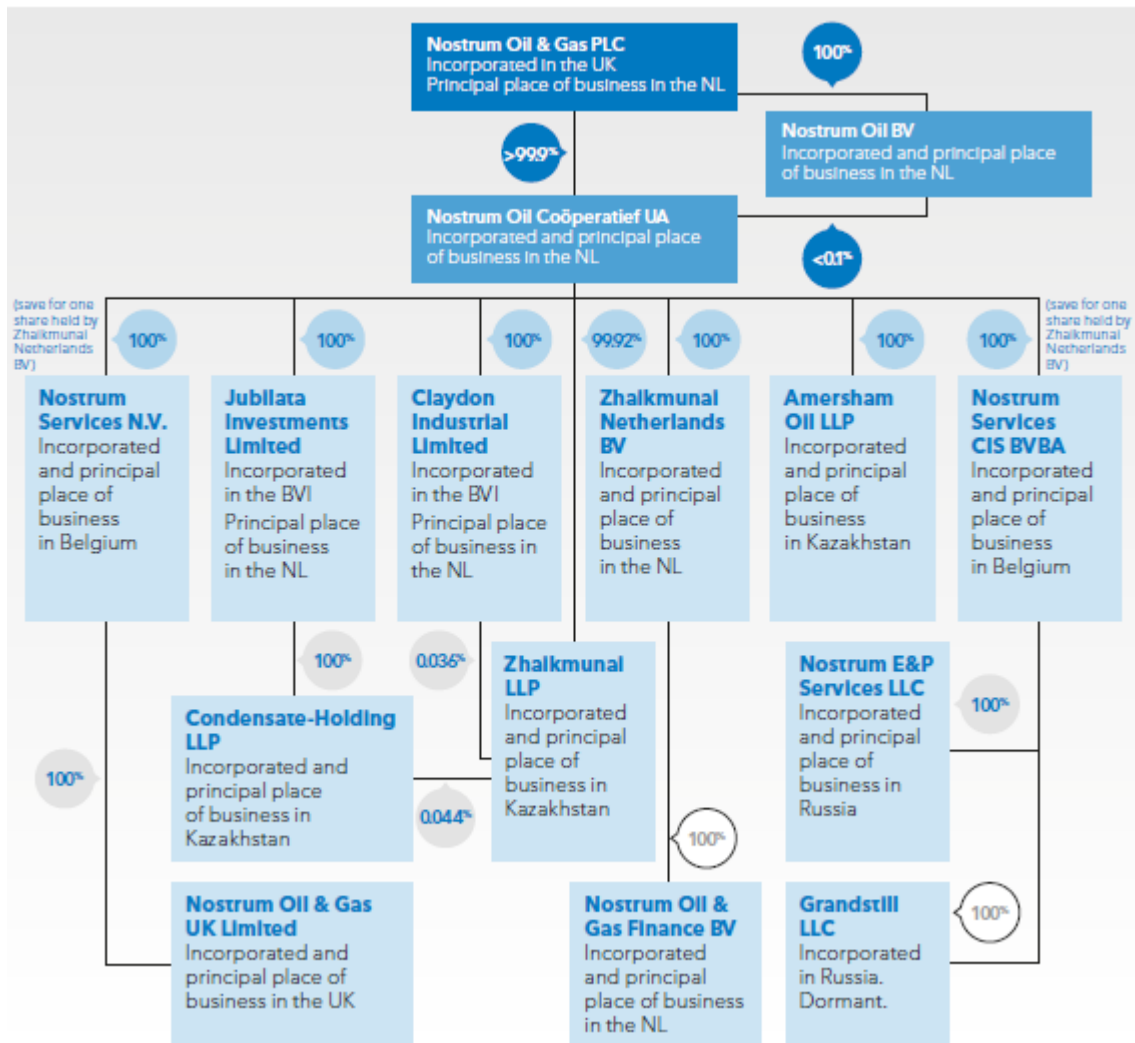 Nostrum Oil & Gas PLC
Incorporated in the UK
Principal place of business in the NL
100%
Nostrum Oil BV
Incorporated and principal place
of business in the NL
>99.9%
Nostrum Oil Coöperatief UA
Incorporated and principal place
of business in the NL
<0.1%
(save for one
share held by
Zhaikmunai
Netherlands
BV)
100%
100%
100%
99.92%
100%
100%
100%
(save for one
share held by
Zhaikmunai
Netherlands
BV)
Nostrum
Services N.V.
Incorporated
and principal
place of
business
in Belgium
Jubilata
Investments
Limited
Incorporated
in the BVI
Principal place
of business
in the NL
Claydon
Industrial
Limited
Incorporated
in the BVI
Principal place
of business in
the NL
Zhaikmunai
Netherlands
BV
Incorporated
and principal
place of
business
in the NL
Amersham
Oil LLP
Incorporated
and principal
place of
business
in Kazakhstan
Nostrum
Services
CIS BVBA
Incorporated
and principal
place of
business
in Belgium
100%
0.036%
Zhaikmunai
LLP
Incorporated
and principal
place of
business in
Kazakhstan
Nostrum E&P
Services LLC
Incorporated
and principal
place of
business in
Russia
100%
Condensate-Holding
LLP
Incorporated and
principal place
of business in
Kazakhstan
100%
0.044%
100%
Nostrum Oil & Gas
UK Limited
Incorporated and
principal place of
business in the UK
Nostrum Oil &
Gas Finance BV
Incorporated
and principal
place of business
in the NL
Grandstill
LLC
Incorporated
in Russia.
Dormant.
100%